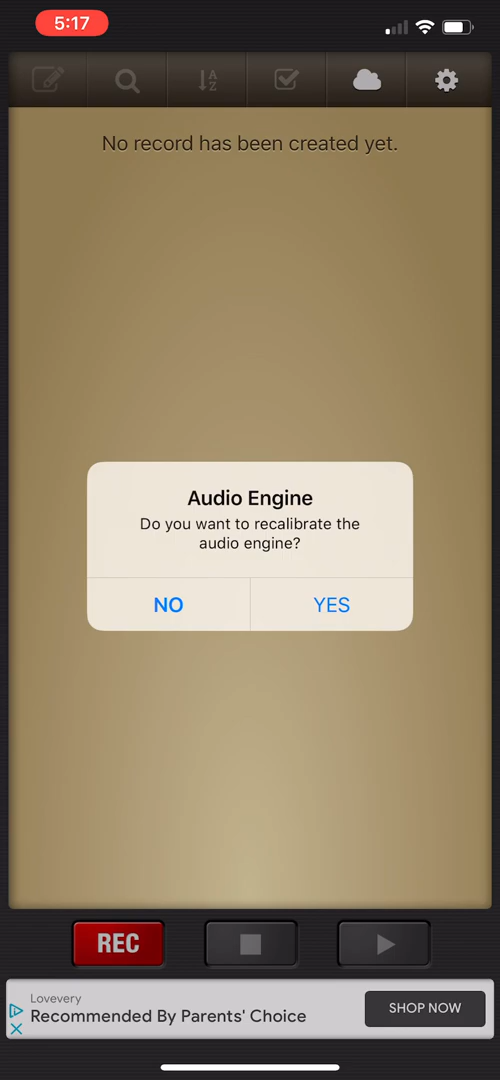 5:17
No record has been created yet.
Audio Engine
Do you want to recalibrate the
audio engine?
NO
YES
REC
Lovevery
Recommended By Parents' Choice
SHOP NOW